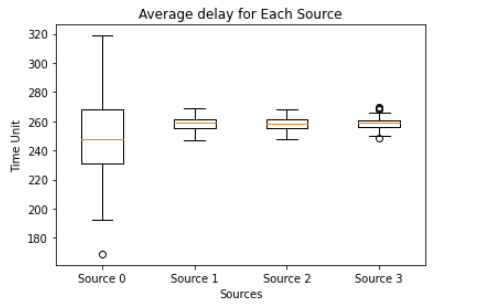 Average delay for Each Source
Time Unit
320
300
280
260
240
220
200
180
Source 0 Source 1 Source 2 Source 3
Sources